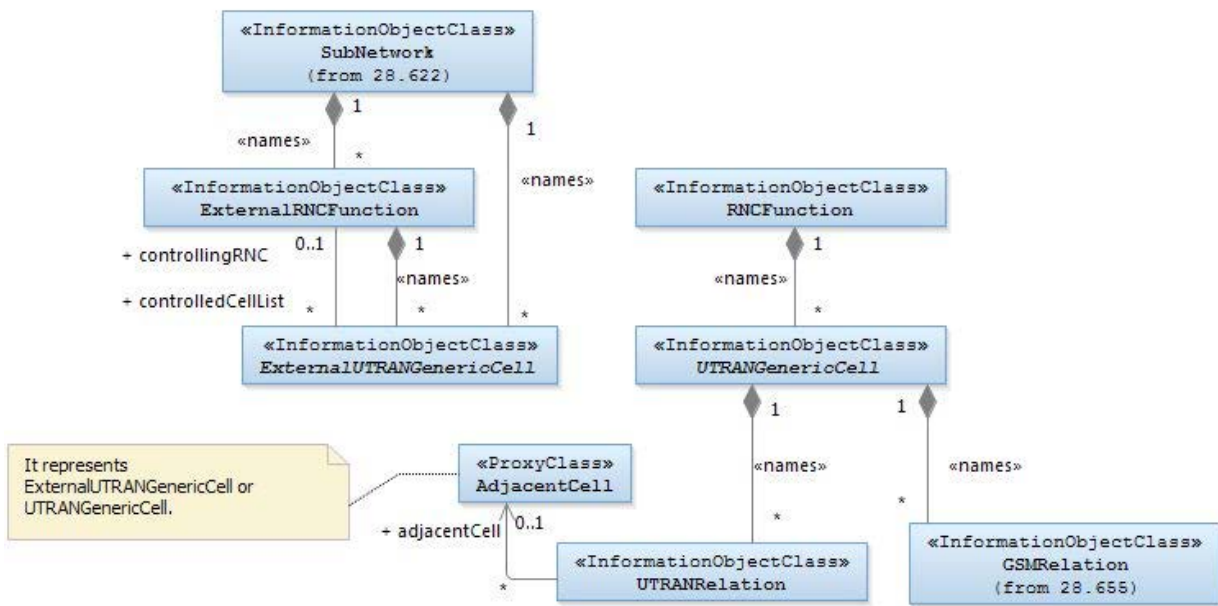 «InformationObjectClass»
SubNetwork
(from 28.622)
1
1
«names»
*
«names»
«InformationObjectClass»
ExternalRNCFunction
«InformationObjectClass»
RNCFunction
0..1
1
1
+ controllingRNC
«names»
«names»
+ controlledCellList
*
*
*
*
«InformationObjectClass»
ExternalUTRANGenericCell
«InformationObjectClass»
UTRANGenericCell
1
1
It represents
ExternalUTRANGenericCell or
UTRANGenericCell.
«ProxyClass»
AdjacentCell
«names»
«names»
+ adjacentCell
0..1
*
*
*
«InformationObjectClass»
UTRANRelation
«InformationObjectClass»
GSMRelation
(from 28.655)